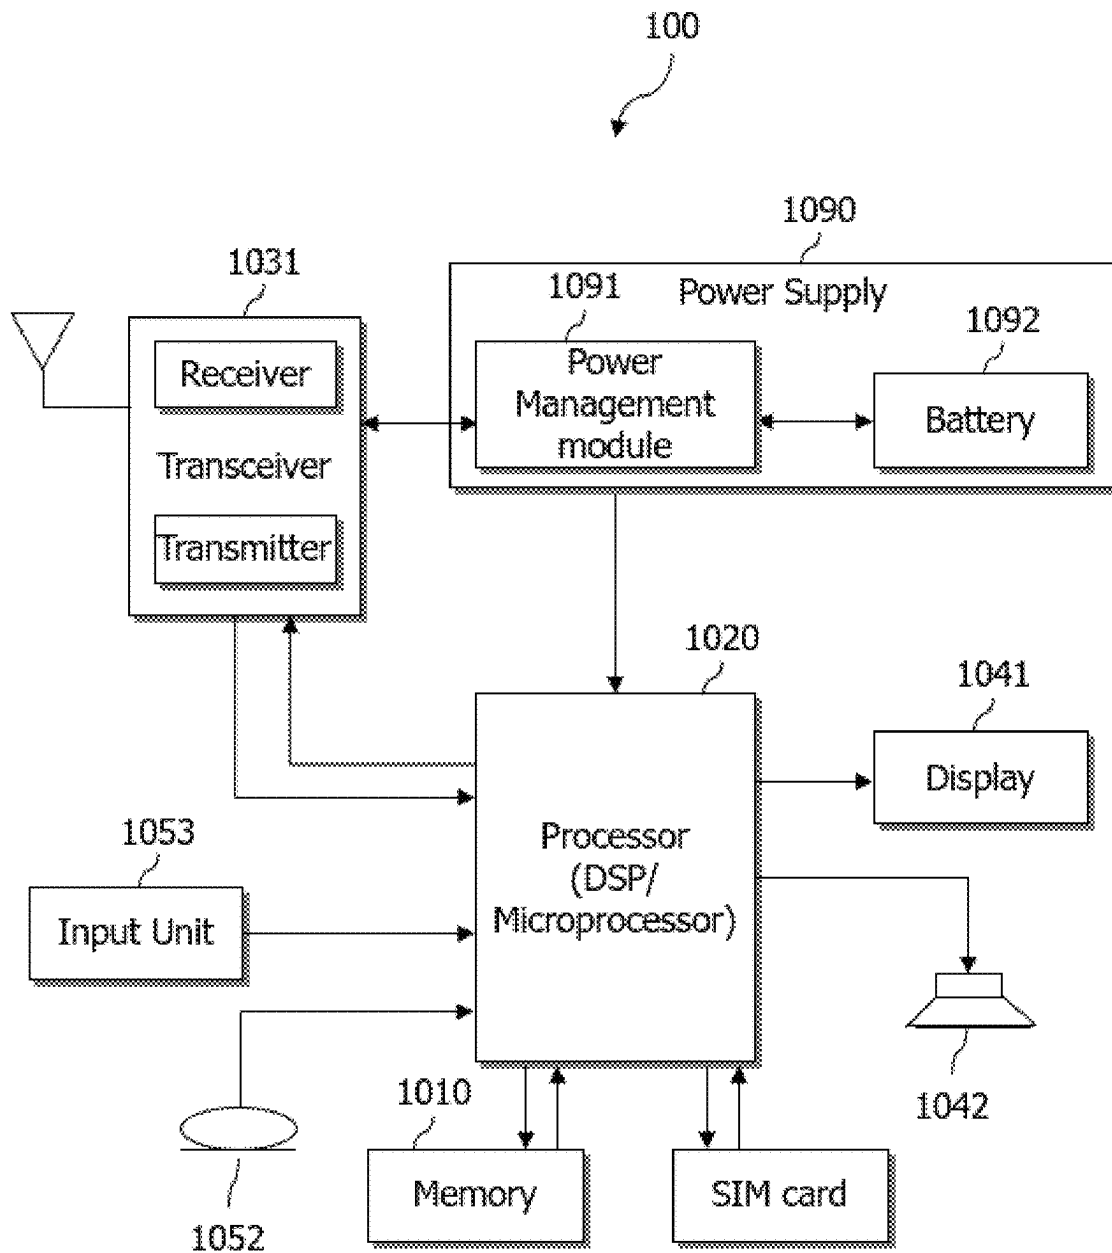 100
1090
1031
1091
Power Supply
1092
Receiver
Power
Management
module
Battery
Transceiver
Transmitter
1020
1041
Display
1053
Processor
(DSP/
Microprocessor)
Input Unit
1010
1042
Memory
SIM card
1052